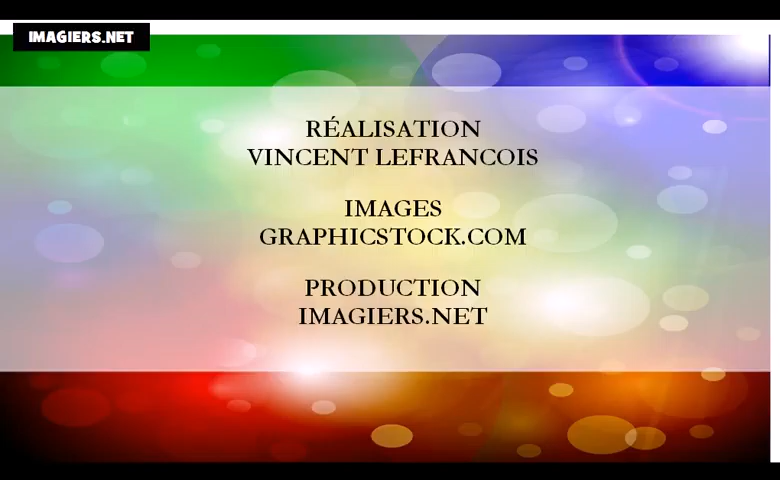 IMAGIERS.NET
RÉALISATION
VINCENT LEFRANCOIS
IMAGES
GRAPHICSTOCK.COM
PRODUCTION
IMAGIERS.NET